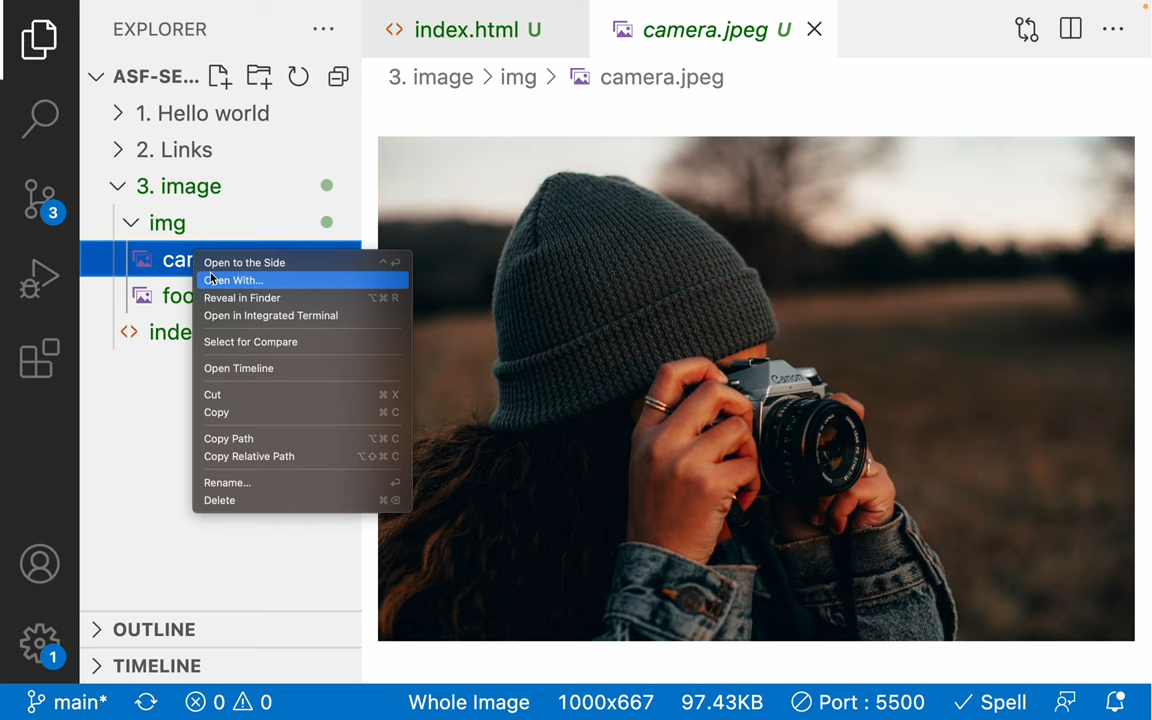 EXPLORER
index.html U
camera.jpeg U
ASF-SE...
3. image > img > camera.jpeg
1. Hello world
2. Links
3. image
img
Open to the Side ^ ⏎
Open With...
Reveal in Finder ⌥⌘ R
Open in Integrated Terminal
Select for Compare
Open Timeline
Cut ⌘ X
Copy ⌘ C
Copy Path ⌥⌘ C
Copy Relative Path ⌥⇧⌘ C
Rename... ⏎
Delete ⌘⌫
Canon
3
1
OUTLINE
TIMELINE
main* 0 0 Whole Image 1000x667 97.43KB Port : 5500 Spell